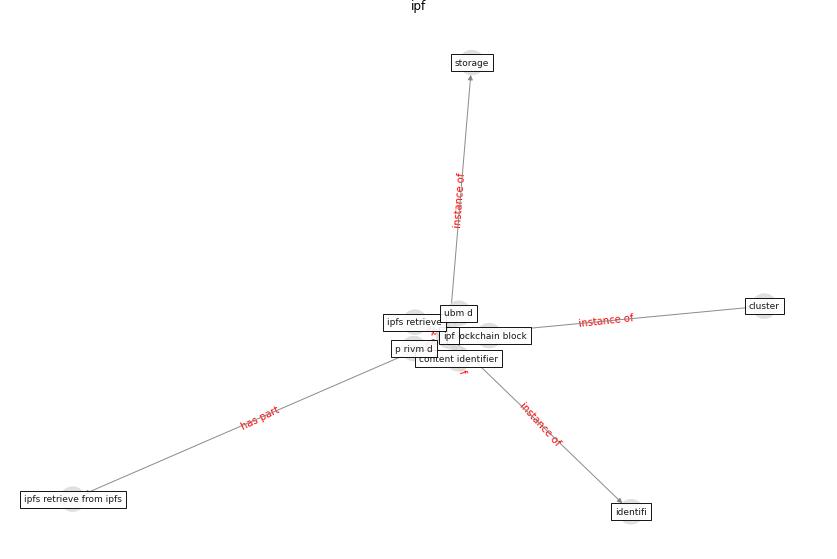 ipf
storage
instance of
ubm d
cluster
instance of
ipfs retrieve
ipf
ockchain block
p rivm d
content identifier
instance of
has part
ipfs retrieve from ipfs
identifi